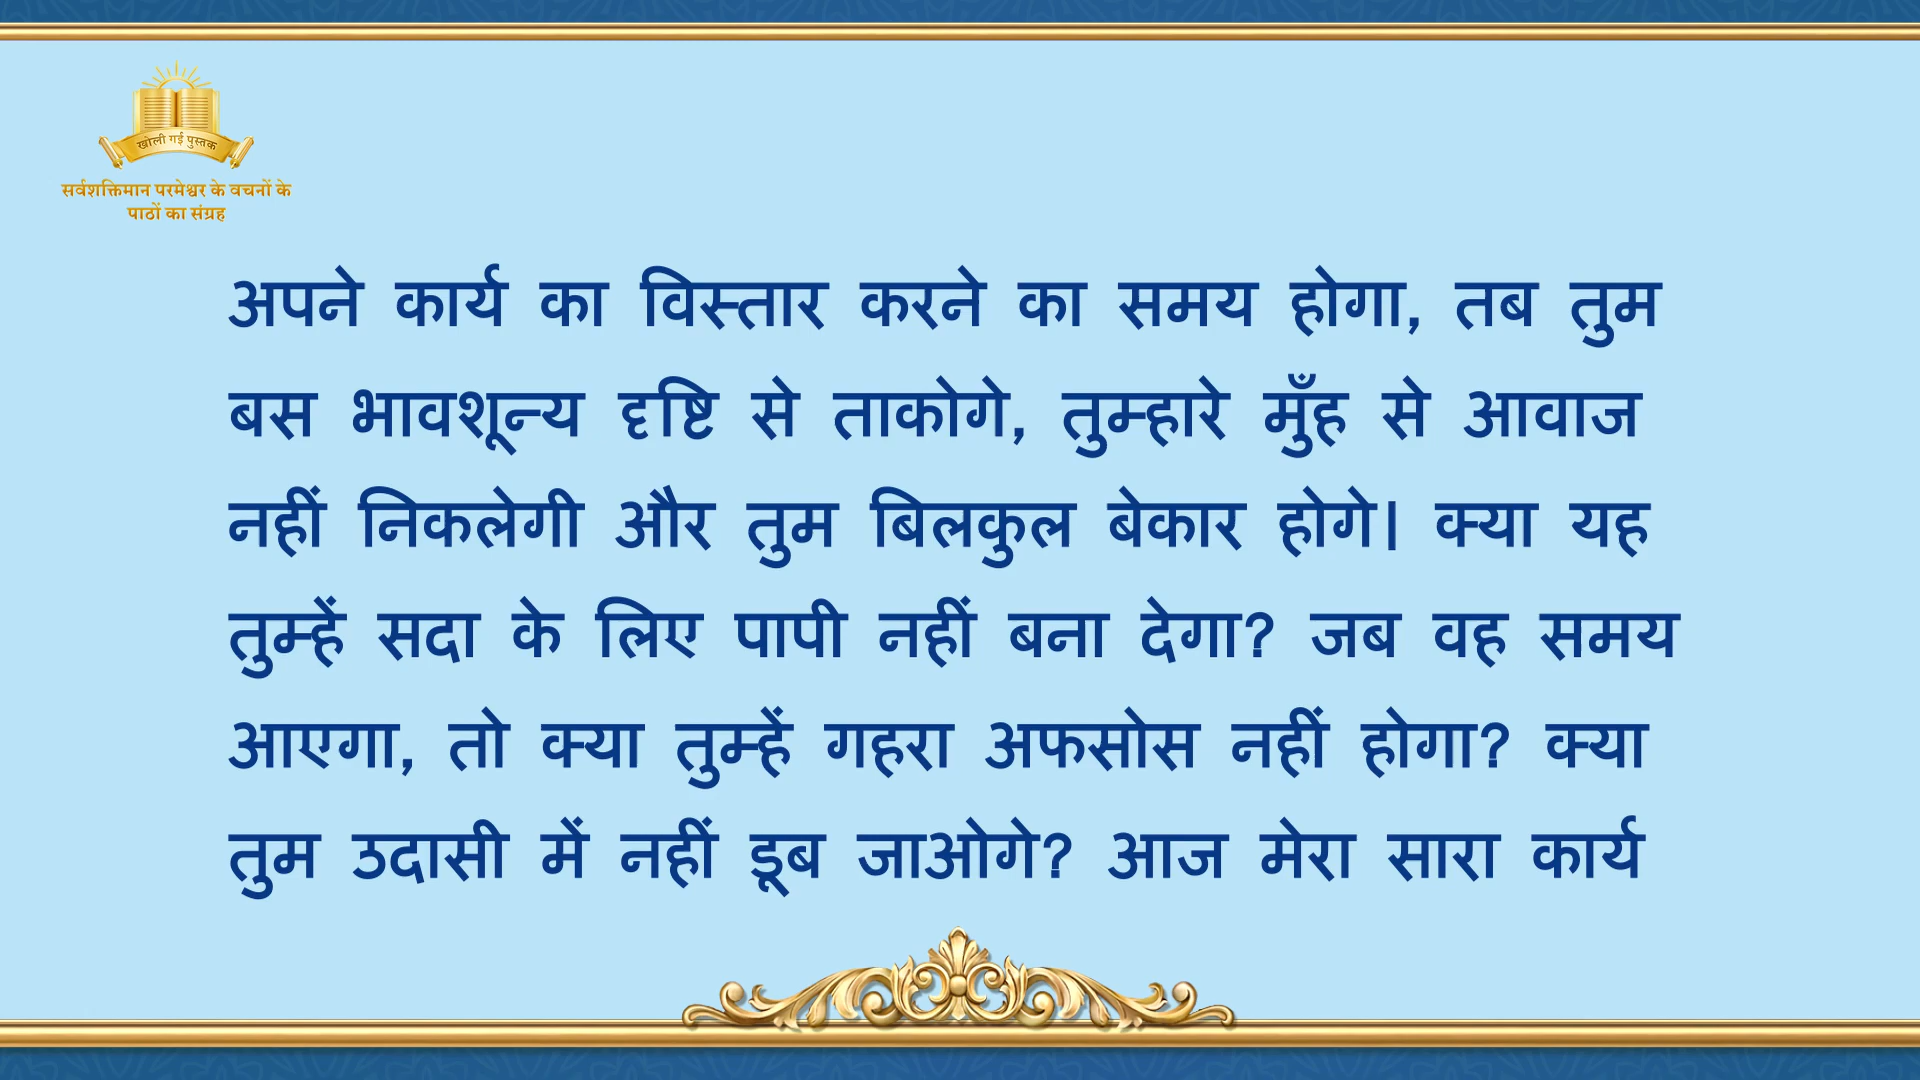 खोली गई पुस्तक
सर्वशक्तिमान परमेश्वर के वचनों के
पाठों का संग्रह
अपने कार्य का विस्तार करने का समय होगा, तब तुम
बस भावशून्य दृष्टि से ताकोगे, तुम्हारे मुँह से आवाज
नहीं निकलेगी और तुम बिलकुल बेकार होगे। क्या यह
तुम्हें सदा के लिए पापी नहीं बना देगा? जब वह समय
आएगा, तो क्या तुम्हें गहरा अफसोस नहीं होगा? क्या
तुम उदासी में नहीं डूब जाओगे? आज मेरा सारा कार्य